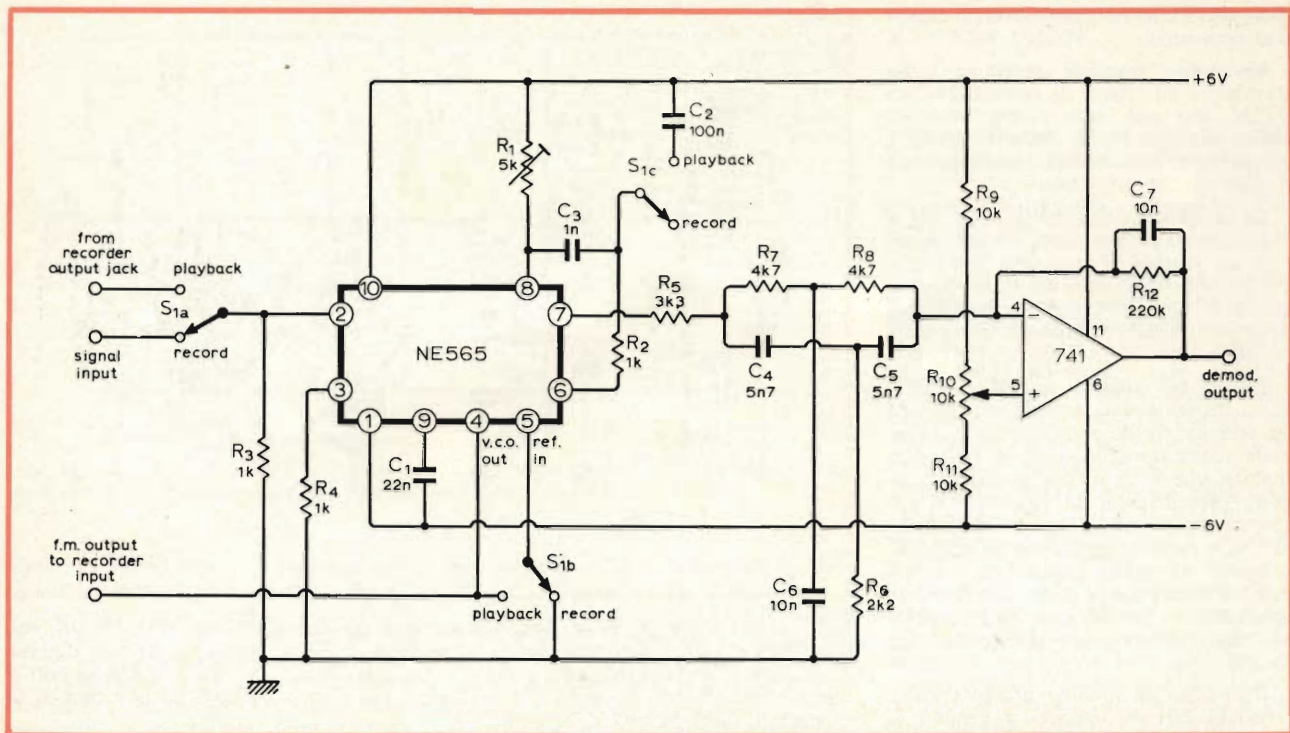 +6V
C2
100n
playback
S1c
record
R1
5k
C3
1n
R9
10k
C7
10n
R12
220k
from
recorder
output jack
playback
S1a
signal
input
record
2
10
8
7
NE565
3
6
1
9
4
5
v.c.o.
out
ref.
in
R5
3k3
R7
4k7
R8
4k7
R2
1k
C4
5n7
C5
5n7
4
−
11
741
5
+
6
R10
10k
demod.
output
R3
1k
R4
1k
C1
22n
R11
10k
−6V
f.m. output
to recorder
input
S1b
playback
record
C6
10n
R6
2k2